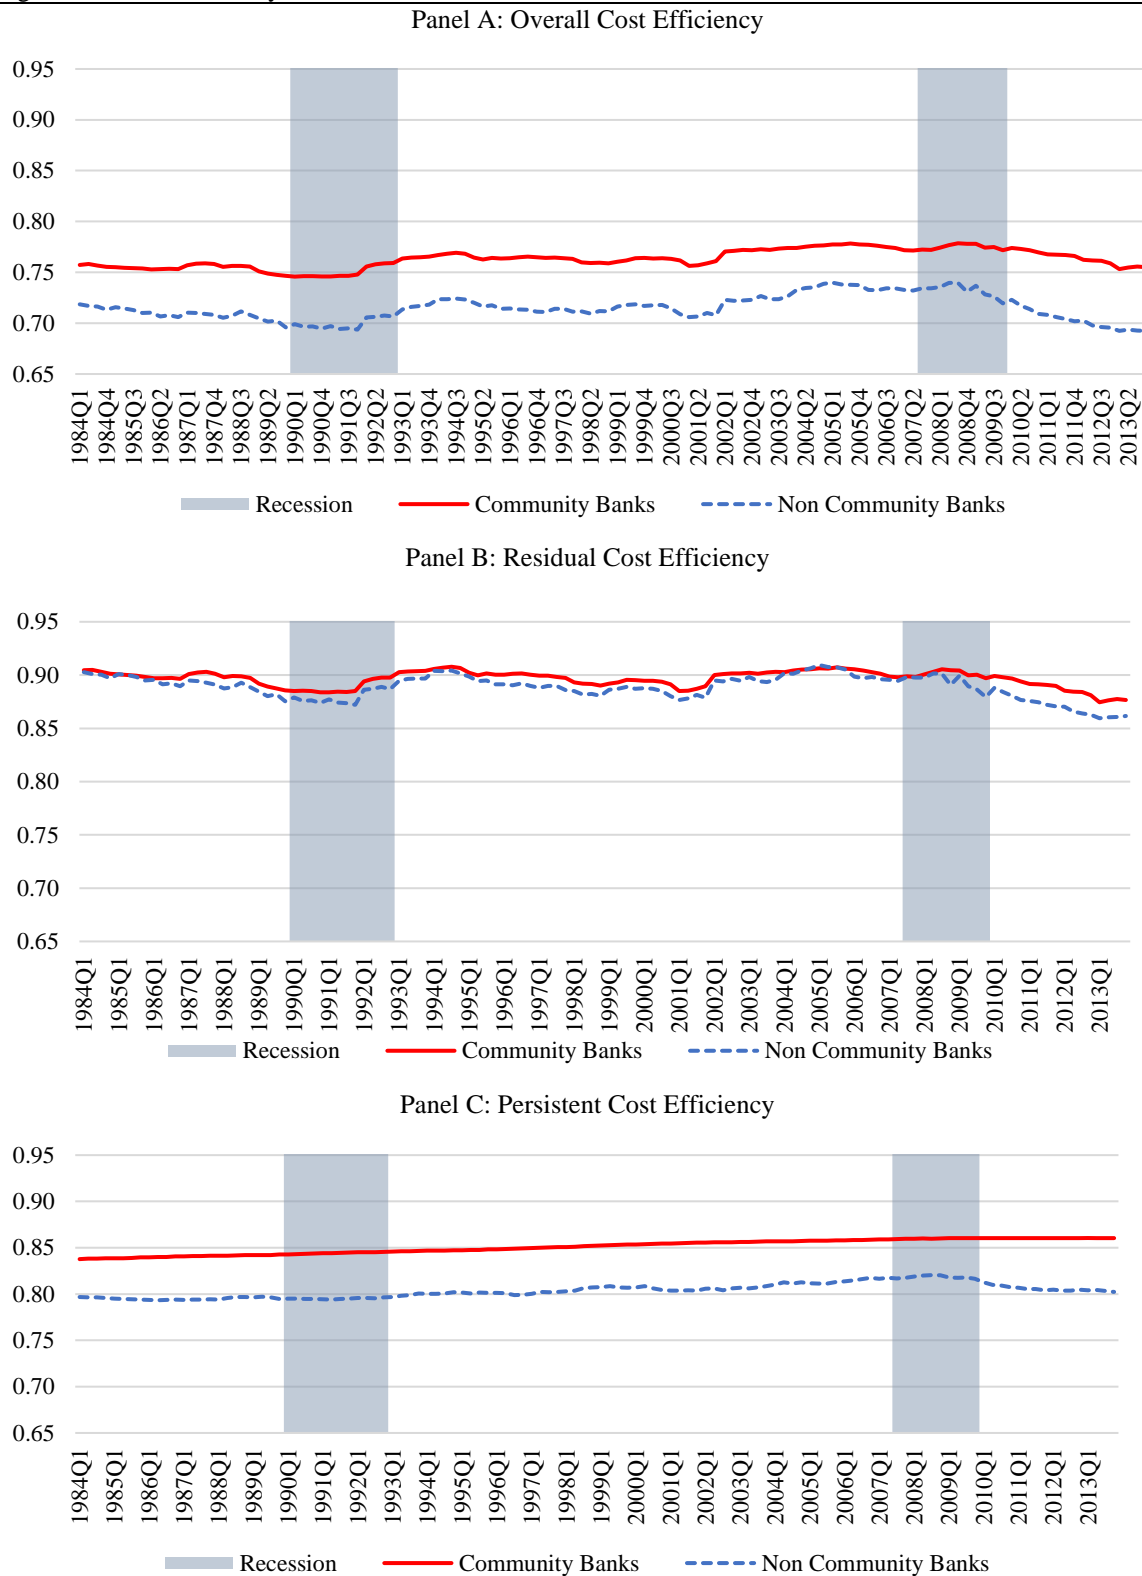 Panel A: Overall Cost Efficiency
0.95
0.90
0.85
0.80
0.75
0.70
0.65
1984Q1 1984Q4 1985Q3 1986Q2 1987Q1 1987Q4 1988Q3 1989Q2 1990Q1 1990Q4 1991Q3 1992Q2 1993Q1 1993Q4 1994Q3 1995Q2 1996Q1 1996Q4 1997Q3 1998Q2 1999Q1 1999Q4 2000Q3 2001Q2 2002Q1 2002Q4 2003Q3 2004Q2 2005Q1 2005Q4 2006Q3 2007Q2 2008Q1 2008Q4 2009Q3 2010Q2 2011Q1 2011Q4 2012Q3 2013Q2
Recession Community Banks Non Community Banks
Panel B: Residual Cost Efficiency
0.95
0.90
0.85
0.80
0.75
0.70
0.65
1984Q1 1985Q1 1986Q1 1987Q1 1988Q1 1989Q1 1990Q1 1991Q1 1992Q1 1993Q1 1994Q1 1995Q1 1996Q1 1997Q1 1998Q1 1999Q1 2000Q1 2001Q1 2002Q1 2003Q1 2004Q1 2005Q1 2006Q1 2007Q1 2008Q1 2009Q1 2010Q1 2011Q1 2012Q1 2013Q1
Recession Community Banks Non Community Banks
Panel C: Persistent Cost Efficiency
0.95
0.90
0.85
0.80
0.75
0.70
0.65
1984Q1 1985Q1 1986Q1 1987Q1 1988Q1 1989Q1 1990Q1 1991Q1 1992Q1 1993Q1 1994Q1 1995Q1 1996Q1 1997Q1 1998Q1 1999Q1 2000Q1 2001Q1 2002Q1 2003Q1 2004Q1 2005Q1 2006Q1 2007Q1 2008Q1 2009Q1 2010Q1 2011Q1 2012Q1 2013Q1
Recession Community Banks Non Community Banks